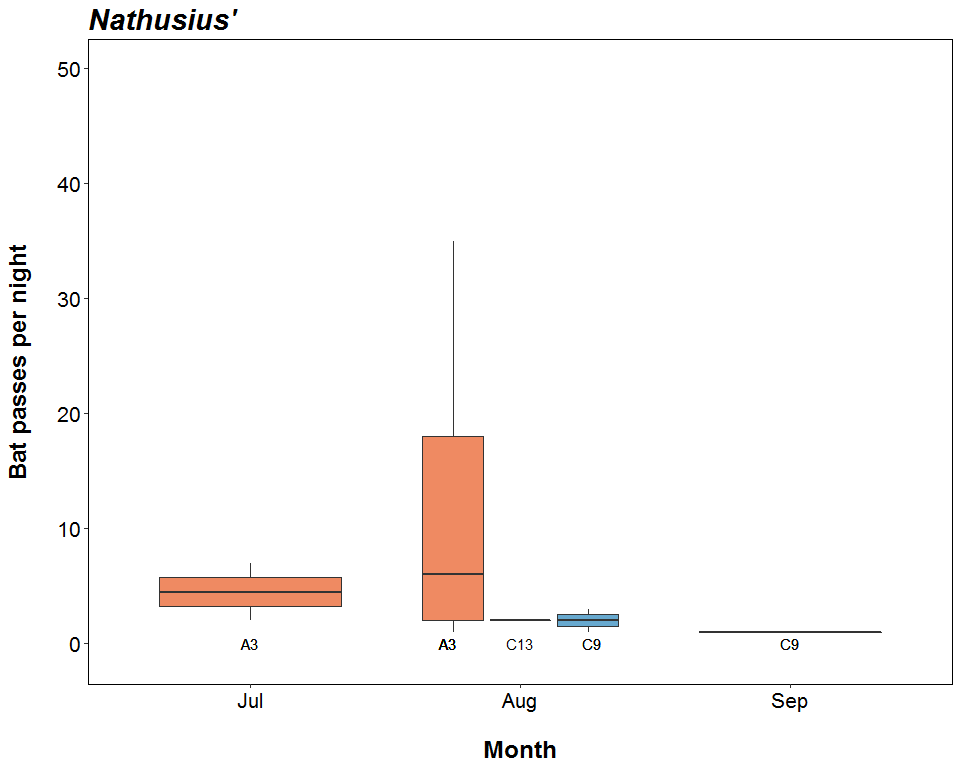 Nathusius'
50
40
30
20
10
0
Bat passes per night
A3
A3
C13
C9
C9
Jul
Aug
Sep
Month